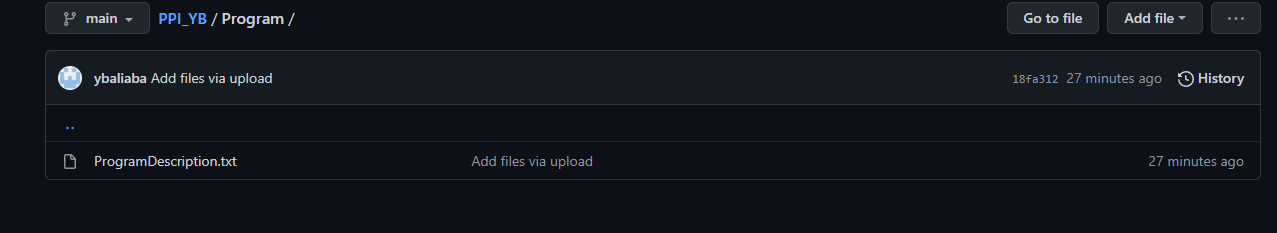 main PPI_YB / Program / Go to file Add file ...
ybaliaba Add files via upload 18fa312 27 minutes ago History
..
ProgramDescription.txt Add files via upload 27 minutes ago